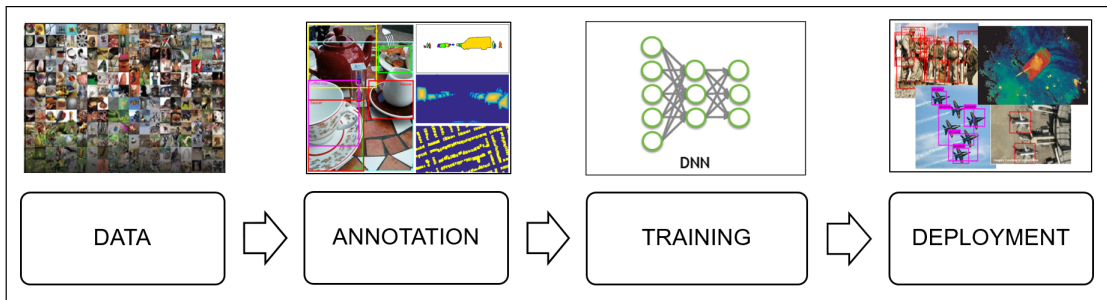 DNN
DATA
ANNOTATION
TRAINING
DEPLOYMENT